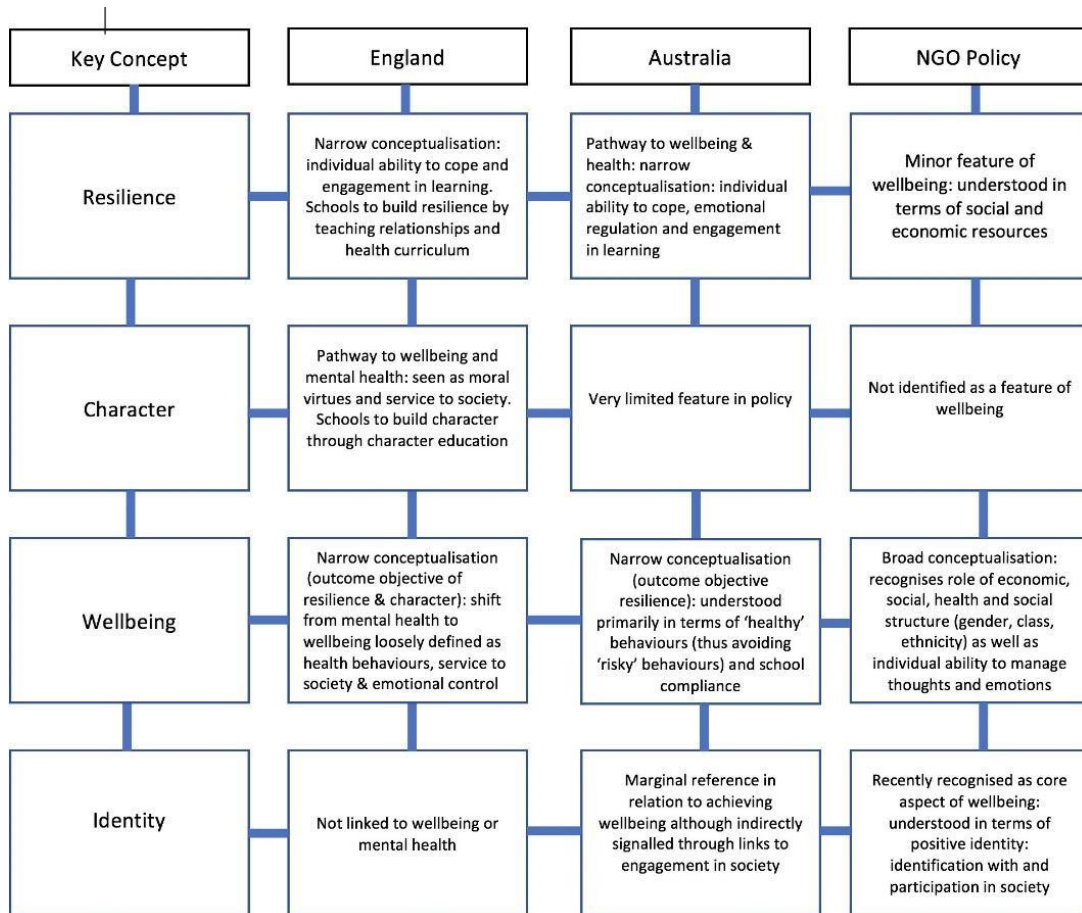 Key Concept
England
Australia
NGO Policy
Resilience
Narrow conceptualisation:
individual ability to cope and
engagement in learning.
Schools to build resilience by
teaching relationships and
health curriculum
Pathway to wellbeing &
health: narrow
conceptualisation: individual
ability to cope, emotional
regulation and engagement
in learning
Minor feature of
wellbeing: understood in
terms of social and
economic resources
Character
Pathway to wellbeing and
mental health: seen as moral
virtues and service to society.
Schools to build character
through character education
Very limited feature in policy
Not identified as a feature of
wellbeing
Wellbeing
Narrow conceptualisation
(outcome objective of
resilience & character): shift
from mental health to
wellbeing loosely defined as
health behaviours, service to
society & emotional control
Narrow conceptualisation
(outcome objective
resilience): understood
primarily in terms of ‘healthy’
behaviours (thus avoiding
‘risky’ behaviours) and school
compliance
Broad conceptualisation:
recognises role of economic,
social, health and social
structure (gender, class,
ethnicity) as well as
individual ability to manage
thoughts and emotions
Identity
Not linked to wellbeing or
mental health
Marginal reference in
relation to achieving
wellbeing although indirectly
signalled through links to
engagement in society
Recently recognised as core
aspect of wellbeing:
understood in terms of
positive identity:
identification with and
participation in society